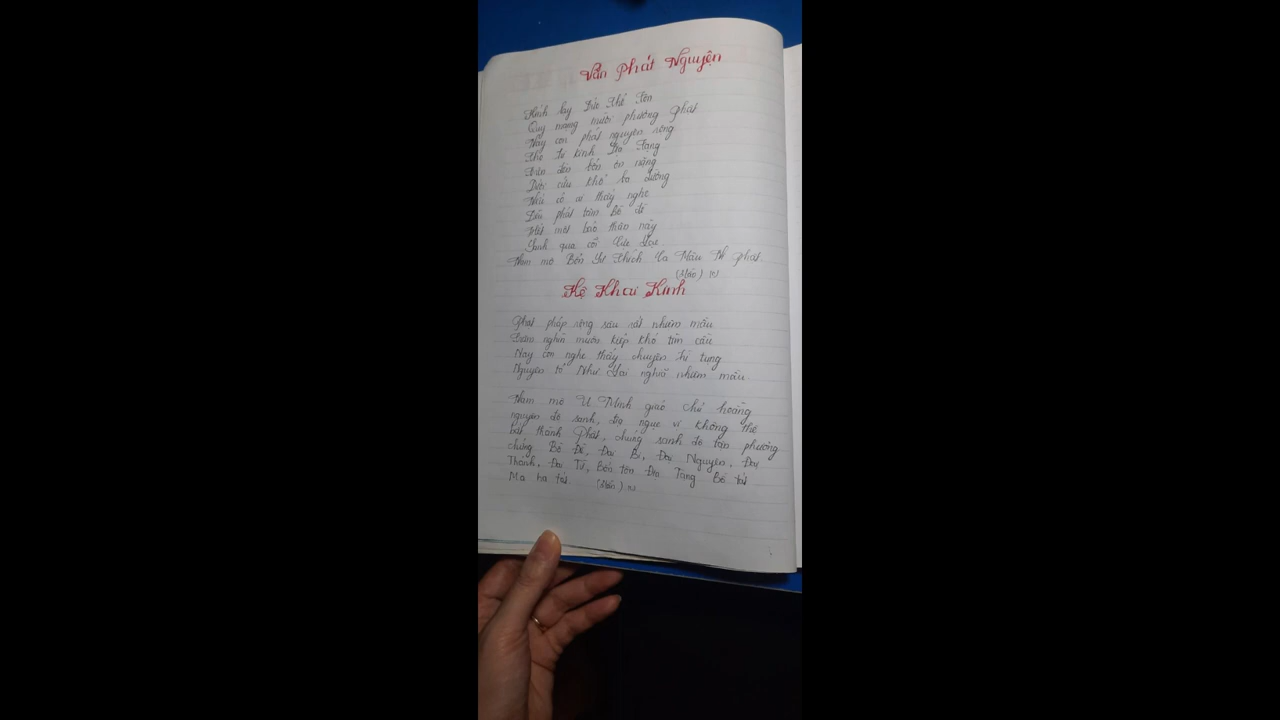 Văn Phát Nguyện
Kính lạy Đức Thế Tôn
Quy mạng mười phương Phật
Nay con phát nguyện rộng
Thọ trì kinh Địa Tạng
Trên đền bốn ơn nặng
Dưới cứu khổ ba đường
Nếu có ai thấy nghe
Đều phát tâm Bồ đề
Hết một báo thân này
Sanh qua cõi Cực Lạc
Nam mô Bổn Sư Thích Ca Mâu Ni Phật
(3 lần) (o)
Kệ Khai Kinh
Phật pháp rộng sâu rất nhiệm mầu
Trăm nghìn muôn kiếp khó tìm cầu
Nay con nghe thấy chuyên trì tụng
Nguyện tỏ Như Lai nghĩa nhiệm mầu.
Nam mô U Minh giáo chủ hoằng
nguyện độ sanh, địa ngục vị không thề
bất thành Phật, chúng sanh độ tận phương
chứng Bồ Đề, Đại Bi, Đại Nguyện, Đại
Thánh, Đại Từ, Bổn tôn Địa Tạng Bồ tát
Ma ha tát (3 lần) (o)